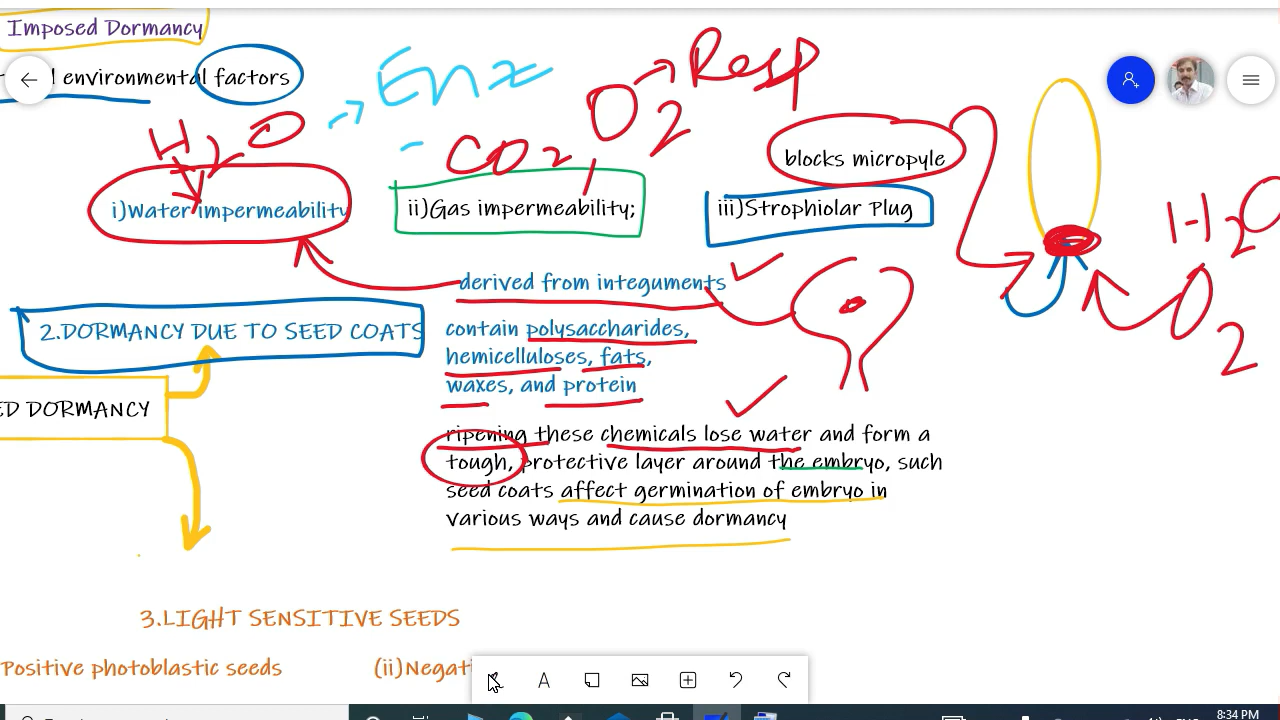 Imposed Dormancy
environmental factors
Enz
O2 Resp
H2O
CO2,
blocks micropyle
i)Water impermeability
ii)Gas impermeability;
iii)Strophiolar Plug
H2O
O2
derived from integuments
2.DORMANCY DUE TO SEED COATS
contain polysaccharides,
hemicelluloses, fats,
waxes, and protein
ED DORMANCY
ripening these chemicals lose water and form a
tough, protective layer around the embryo, such
seed coats affect germination of embryo in
various ways and cause dormancy
3.LIGHT SENSITIVE SEEDS
Positive photoblastic seeds
(ii)Negati
A
8:34 PM